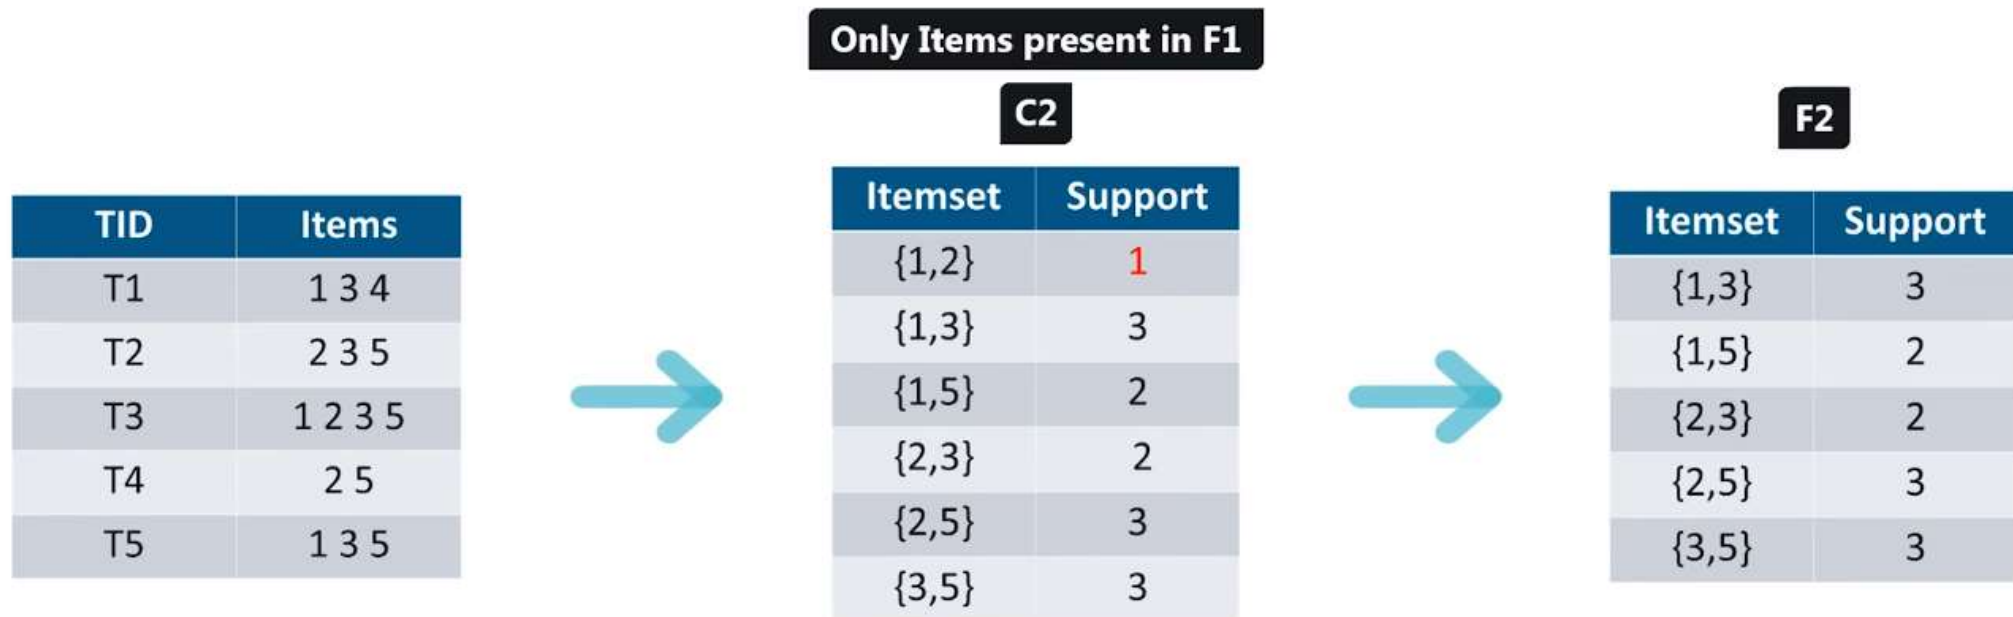 Only Items present in F1
C2
F2
TID Items
T1 1 3 4
T2 2 3 5
T3 1 2 3 5
T4 2 5
T5 1 3 5
Itemset Support
{1,2} 1
{1,3} 3
{1,5} 2
{2,3} 2
{2,5} 3
{3,5} 3
Itemset Support
{1,3} 3
{1,5} 2
{2,3} 2
{2,5} 3
{3,5} 3